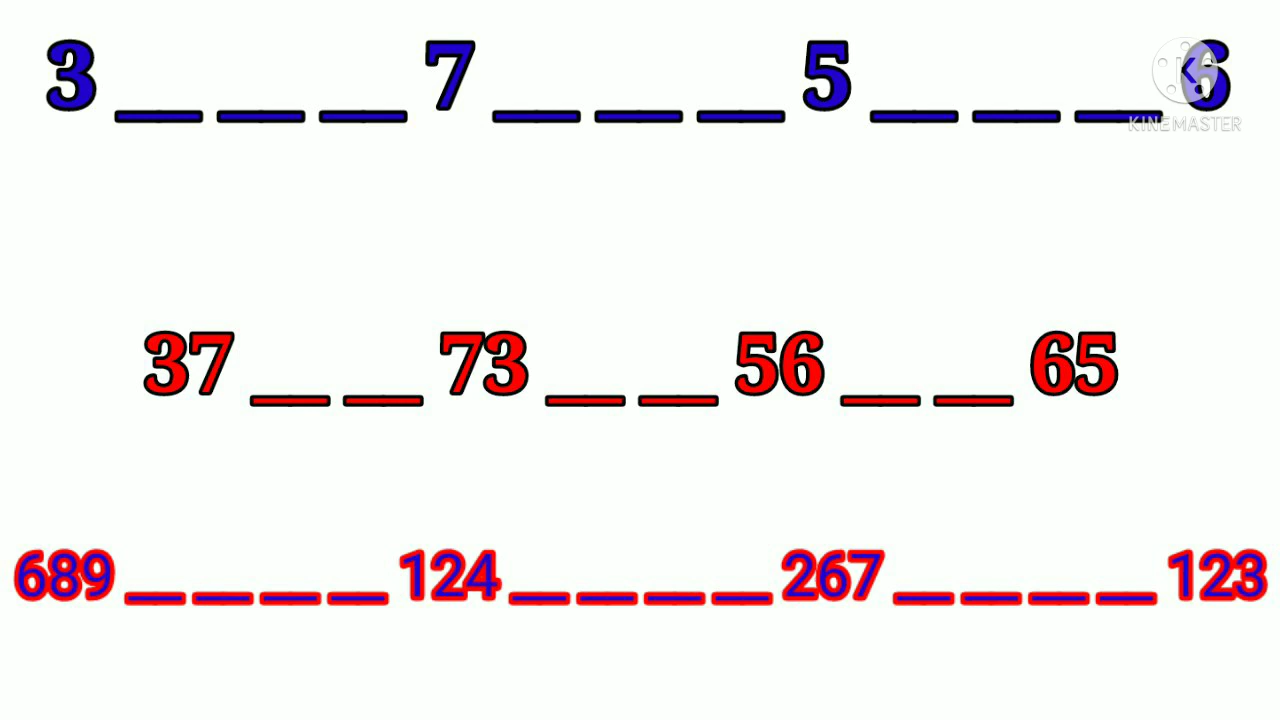 3 _ _ _ 7 _ _ _ 5 _ _ _ 6
KINEMASTER
37 _ _ 73 _ _ 56 _ _ 65
689 _ _ _ _ 124 _ _ _ _ 267 _ _ _ _ 123